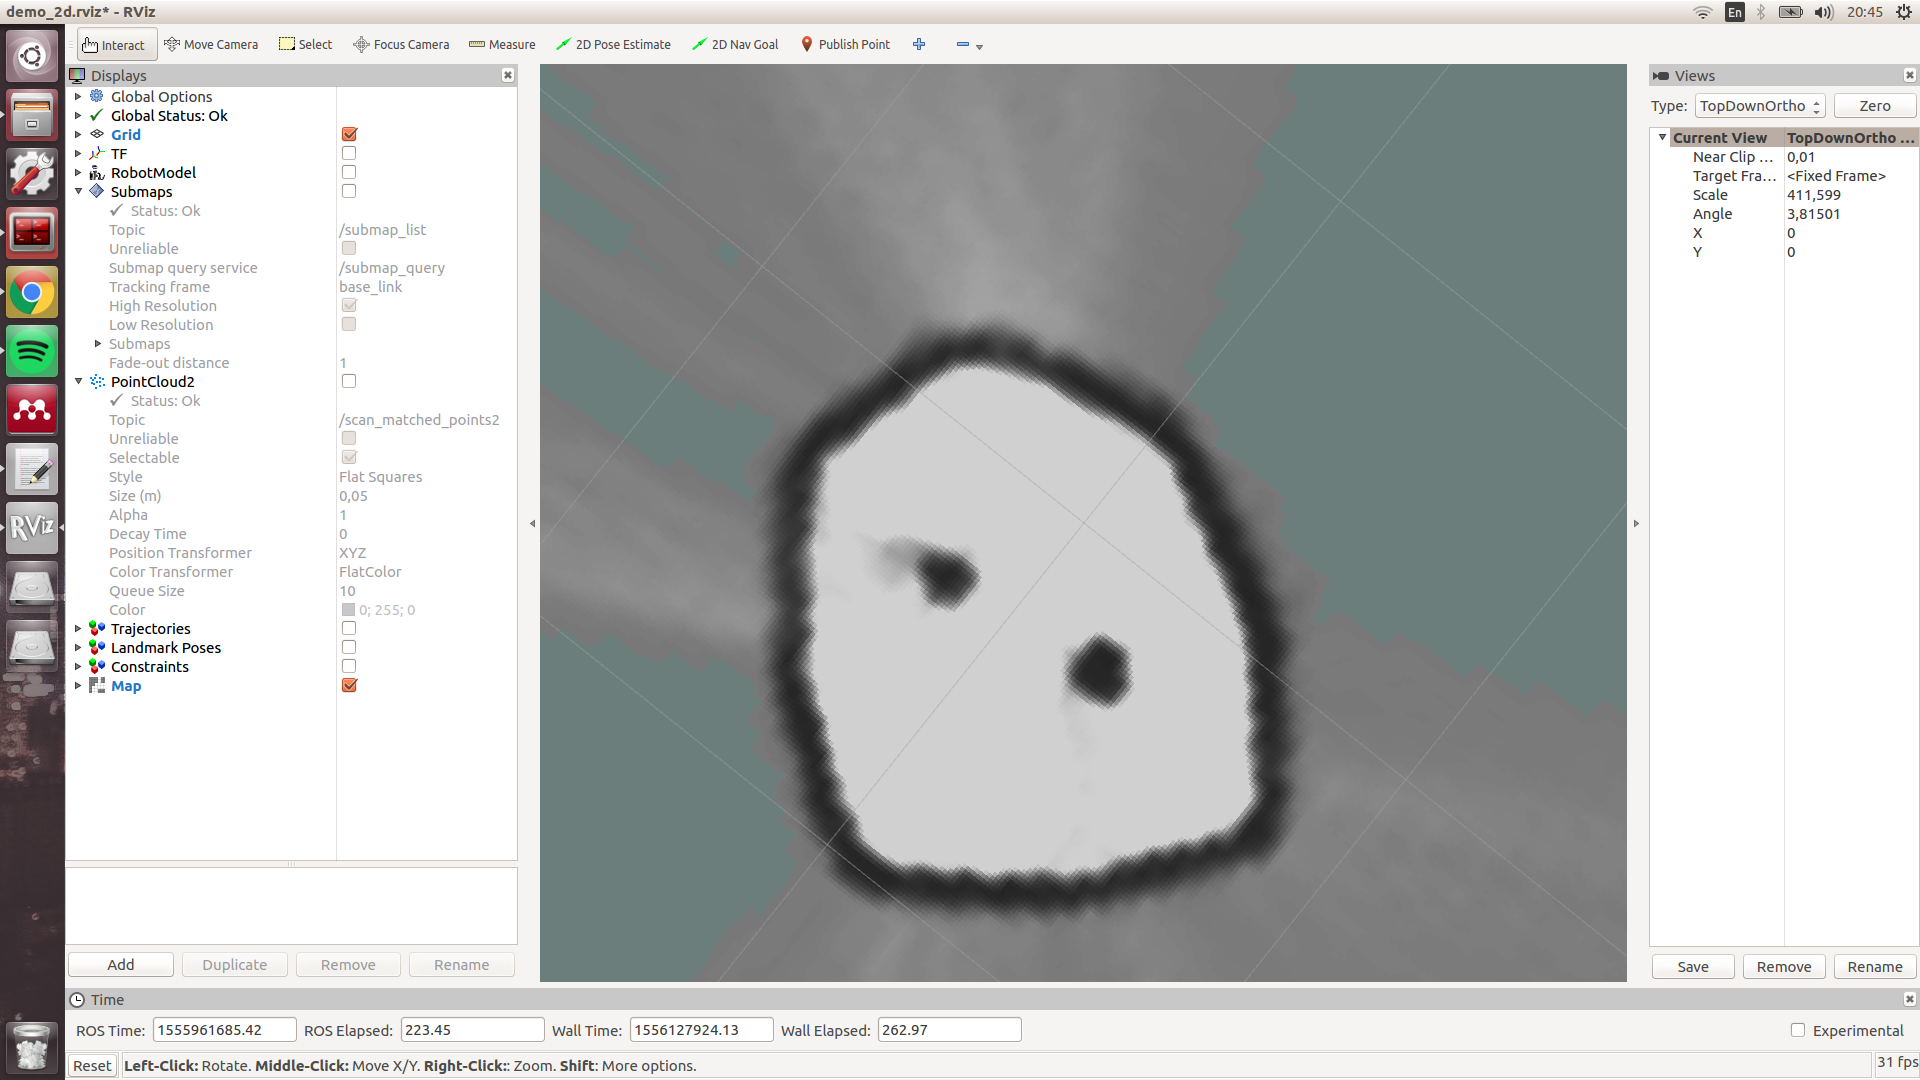 demo_2d.rviz* - RViz
En
20:45
Interact
Move Camera
Select
Focus Camera
Measure
2D Pose Estimate
2D Nav Goal
Publish Point
Displays
Global Options
Global Status: Ok
Grid
TF
RobotModel
Submaps
Status: Ok
Topic /submap_list
Unreliable
Submap query service /submap_query
Tracking frame base_link
High Resolution
Low Resolution
Submaps
Fade-out distance 1
PointCloud2
Status: Ok
Topic /scan_matched_points2
Unreliable
Selectable
Style Flat Squares
Size (m) 0,05
Alpha 1
Decay Time 0
Position Transformer XYZ
Color Transformer FlatColor
Queue Size 10
Color 0; 255; 0
Trajectories
Landmark Poses
Constraints
Map
Add Duplicate Remove Rename
RViz
Views
Type: TopDownOrtho Zero
Current View TopDownOrtho ...
Near Clip ... 0,01
Target Fra... <Fixed Frame>
Scale 411,599
Angle 3,81501
X 0
Y 0
Save Remove Rename
Time
ROS Time: 1555961685.42 ROS Elapsed: 223.45 Wall Time: 1556127924.13 Wall Elapsed: 262.97 Experimental
Reset Left-Click: Rotate. Middle-Click: Move X/Y. Right-Click:: Zoom. Shift: More options. 31 fps